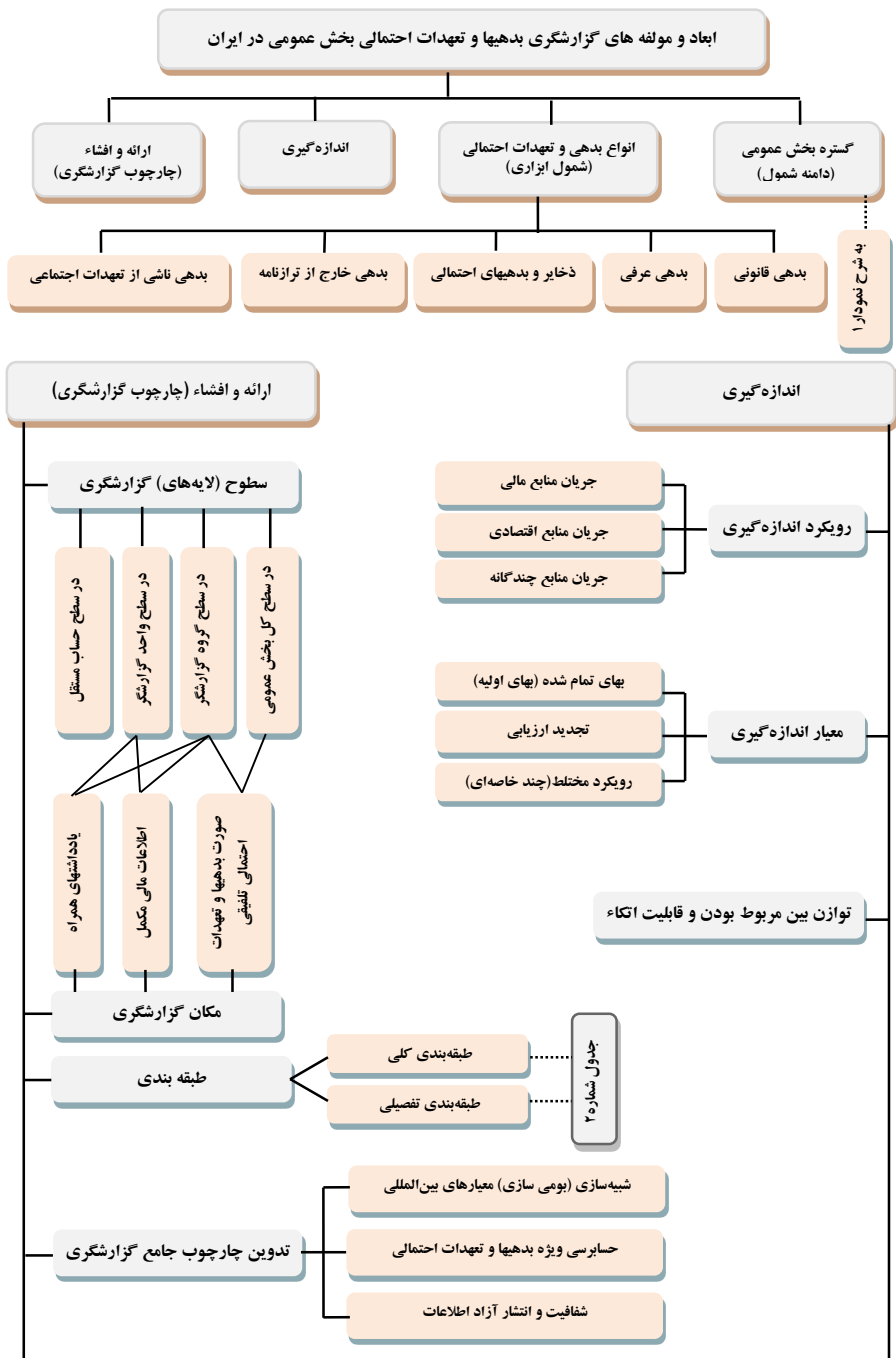 ابعاد و مولفه های گزارشگری بدهیها و تعهدات احتمالی بخش عمومی در ایران
گستره بخش عمومی
(دامنه شمول)
انواع بدهی و تعهدات احتمالی
(شمول ابزاری)
اندازه‌گیری
ارائه و افشاء
(چارچوب گزارشگری)
به شرح نمودار ۱
بدهی قانونی
بدهی عرفی
ذخایر و بدهیهای احتمالی
بدهی خارج از ترازنامه
بدهی ناشی از تعهدات اجتماعی
اندازه‌گیری
رویکرد اندازه‌گیری
جریان منابع مالی
جریان منابع اقتصادی
جریان منابع چندگانه
معیار اندازه‌گیری
بهای تمام شده (بهای اولیه)
تجدید ارزیابی
رویکرد مختلط(چند خاصه‌ای)
توازن بین مربوط بودن و قابلیت اتکاء
ارائه و افشاء (چارچوب گزارشگری)
سطوح (لایه‌های) گزارشگری
در سطح کل بخش عمومی
در سطح گروه گزارشگر
در سطح واحد گزارشگر
در سطح حساب مستقل
صورت بدهیها و تعهدات
احتمالی تلفیقی
اطلاعات مالی مکمل
یادداشتهای همراه
مکان گزارشگری
طبقه بندی
طبقه‌بندی کلی
طبقه‌بندی تفصیلی
جدول شماره ۲
تدوین چارچوب جامع گزارشگری
شبیه‌سازی (بومی سازی) معیارهای بین‌المللی
حسابرسی ویژه بدهیها و تعهدات احتمالی
شفافیت و انتشار آزاد اطلاعات